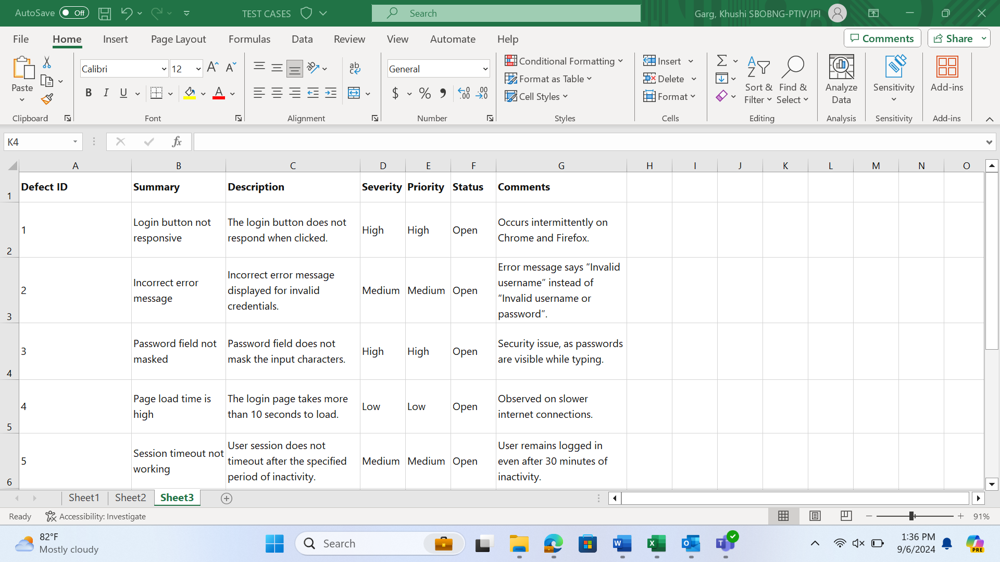 AutoSave Off TEST CASES Search Garg, Khushi SBOBNG-PTIV/IPI
File Home Insert Page Layout Formulas Data Review View Automate Help Comments Share
Calibri 12 General Conditional Formatting Insert
Paste Format as Table Delete Sort & Filter Find & Select Analyze Data Sensitivity Add-ins
Cell Styles Format
Clipboard Font Alignment Number Styles Cells Editing Analysis Sensitivity Add-ins
K4 fx
A B C D E F G H I J K L M N O
1 Defect ID Summary Description Severity Priority Status Comments
2 1 Login button not responsive The login button does not respond when clicked. High High Open Occurs intermittently on Chrome and Firefox.
3 2 Incorrect error message Incorrect error message displayed for invalid credentials. Medium Medium Open Error message says “Invalid username” instead of “Invalid username or password”.
4 3 Password field not masked Password field does not mask the input characters. High High Open Security issue, as passwords are visible while typing.
5 4 Page load time is high The login page takes more than 10 seconds to load. Low Low Open Observed on slower internet connections.
6 5 Session timeout not working User session does not timeout after the specified period of inactivity. Medium Medium Open User remains logged in even after 30 minutes of inactivity.
Sheet1 Sheet2 Sheet3
Ready Accessibility: Investigate 91%
82°F
Mostly cloudy
Search
1:36 PM
9/6/2024
PRE